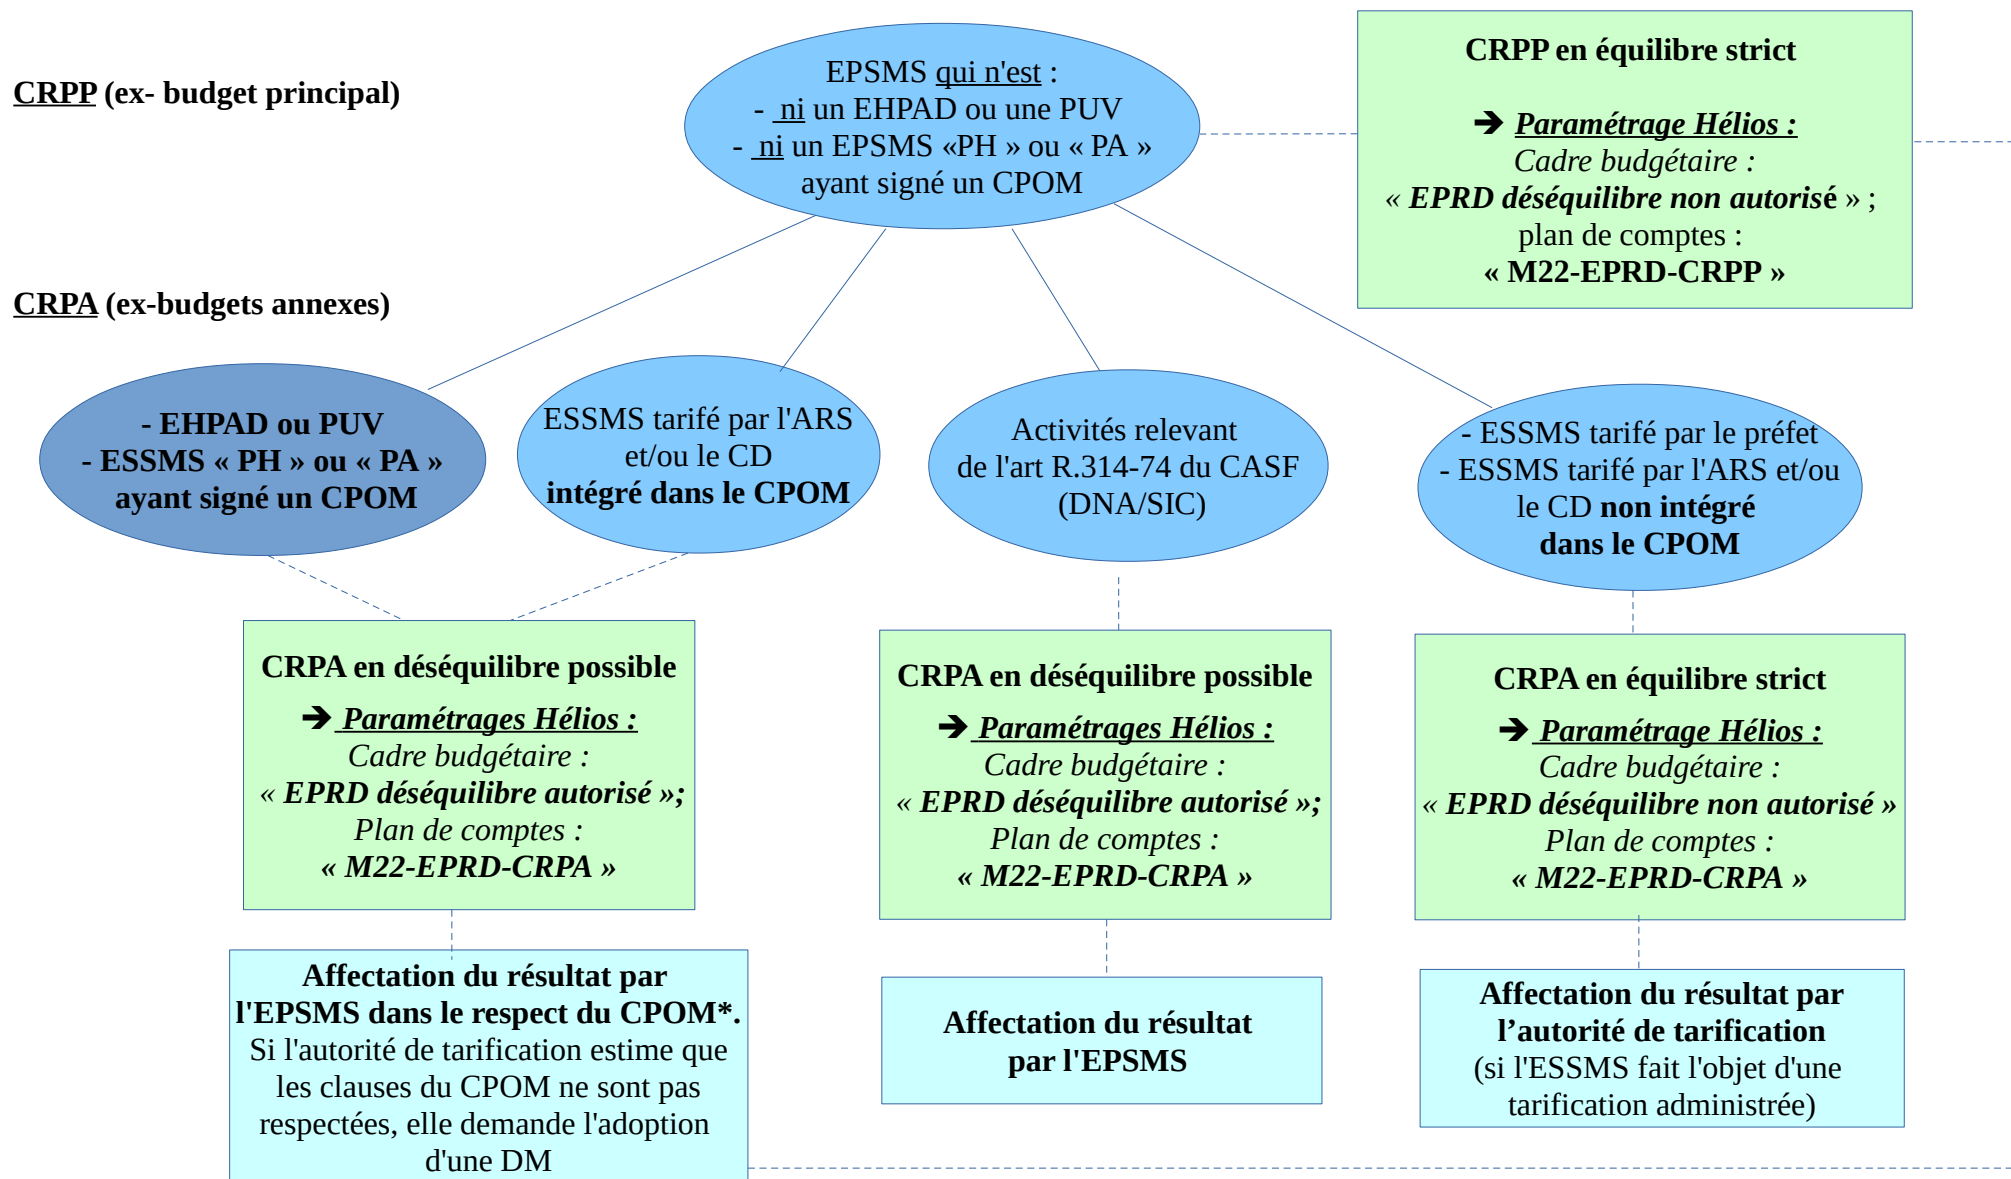 CRPP (ex- budget principal)
EPSMS qui n'est :
- ni un EHPAD ou une PUV
- ni un EPSMS «PH » ou « PA »
ayant signé un CPOM
CRPP en équilibre strict
➔ Paramétrage Hélios :
Cadre budgétaire :
« EPRD déséquilibre non autorisé » ;
plan de comptes :
« M22-EPRD-CRPP »
CRPA (ex-budgets annexes)
- EHPAD ou PUV
- ESSMS « PH » ou « PA »
ayant signé un CPOM
ESSMS tarifé par l'ARS
et/ou le CD
intégré dans le CPOM
Activités relevant
de l'art R.314-74 du CASF
(DNA/SIC)
- ESSMS tarifé par le préfet
- ESSMS tarifé par l'ARS et/ou
le CD non intégré
dans le CPOM
CRPA en déséquilibre possible
➔ Paramétrages Hélios :
Cadre budgétaire :
« EPRD déséquilibre autorisé »;
Plan de comptes :
« M22-EPRD-CRPA »
CRPA en déséquilibre possible
➔ Paramétrages Hélios :
Cadre budgétaire :
« EPRD déséquilibre autorisé »;
Plan de comptes :
« M22-EPRD-CRPA »
CRPA en équilibre strict
➔ Paramétrage Hélios :
Cadre budgétaire :
« EPRD déséquilibre non autorisé »
Plan de comptes :
« M22-EPRD-CRPA »
Affectation du résultat par
l'EPSMS dans le respect du CPOM*.
Si l'autorité de tarification estime que
les clauses du CPOM ne sont pas
respectées, elle demande l'adoption
d'une DM
Affectation du résultat
par l'EPSMS
Affectation du résultat par
l’autorité de tarification
(si l'ESSMS fait l'objet d'une
tarification administrée)